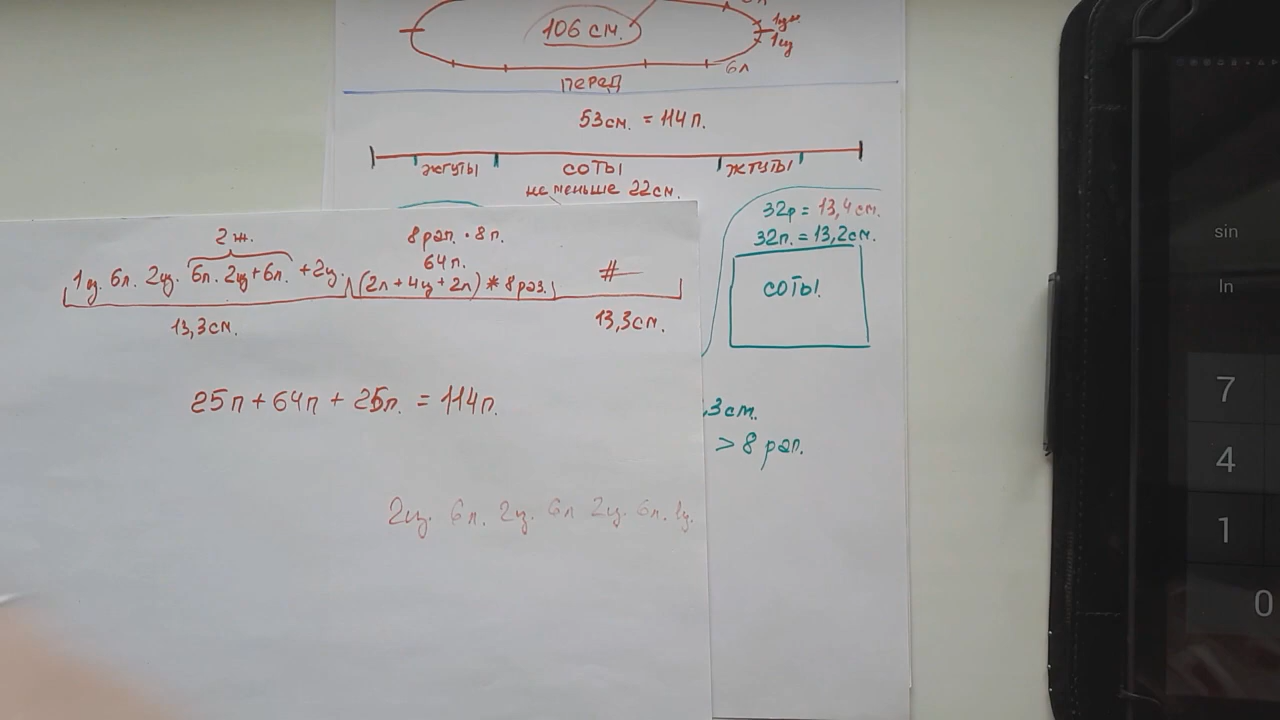 106 см.
1из.
1ц
6л
перед
53см. = 114п.
жгуты соты жгуты
не меньше 22см.
32р = 13,4см.
32п. = 13,2см.
соты.
2 ж.
8рап. * 8п.
64п.
1ц. 6л. 2ц. 6л. 2ц+6л. +2ц. (2л+4ц+2л) * 8раз. #
13,3см. 13,3см.
25п+64п+25п. = 114п.
,3см.
>8 рап.
2ц. 6л. 2ц. 6л 2ц. 6л. 1ц.
sin
ln
7
4
1
0